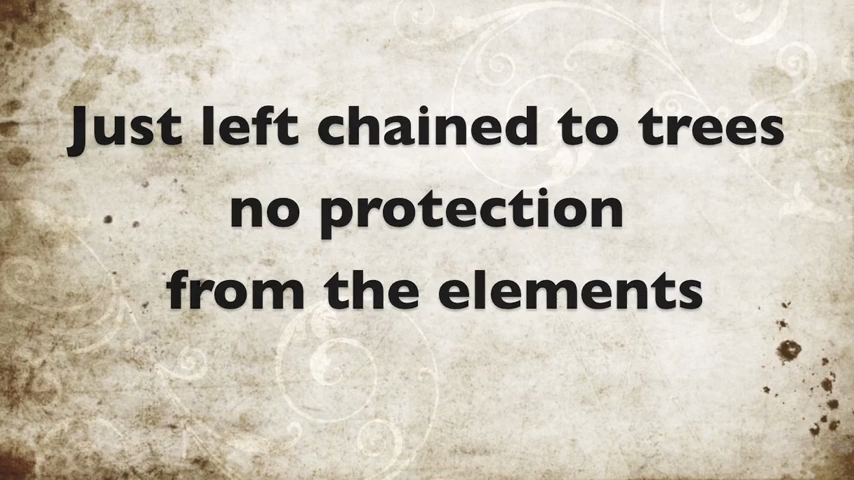 Just left chained to trees
no protection
from the elements